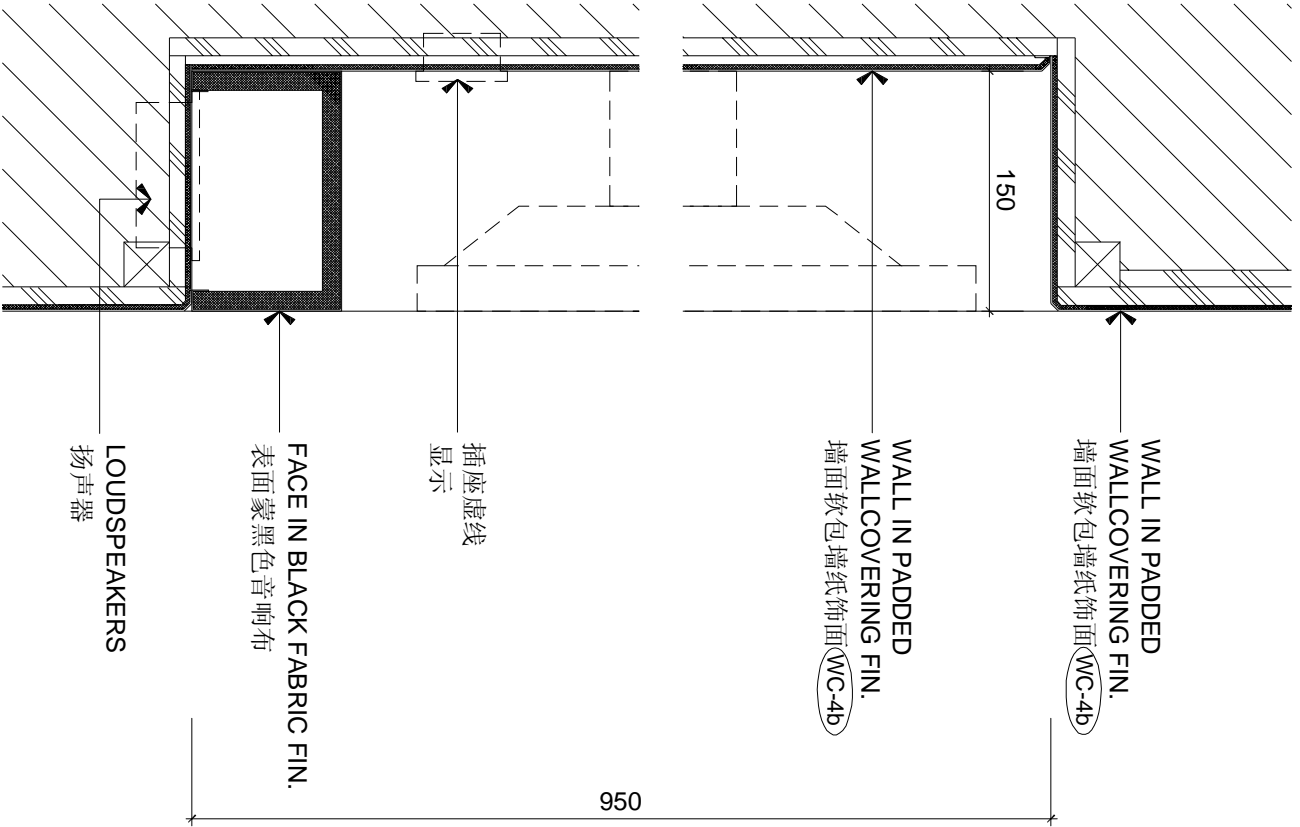 150
WALL IN PADDED
WALLCOVERING FIN.
墙面软包墙纸饰面 WC-4b
WALL IN PADDED
WALLCOVERING FIN.
墙面软包墙纸饰面 WC-4b
插座虚线
显示
FACE IN BLACK FABRIC FIN.
表面蒙黑色音响布
LOUDSPEAKERS
扬声器
950